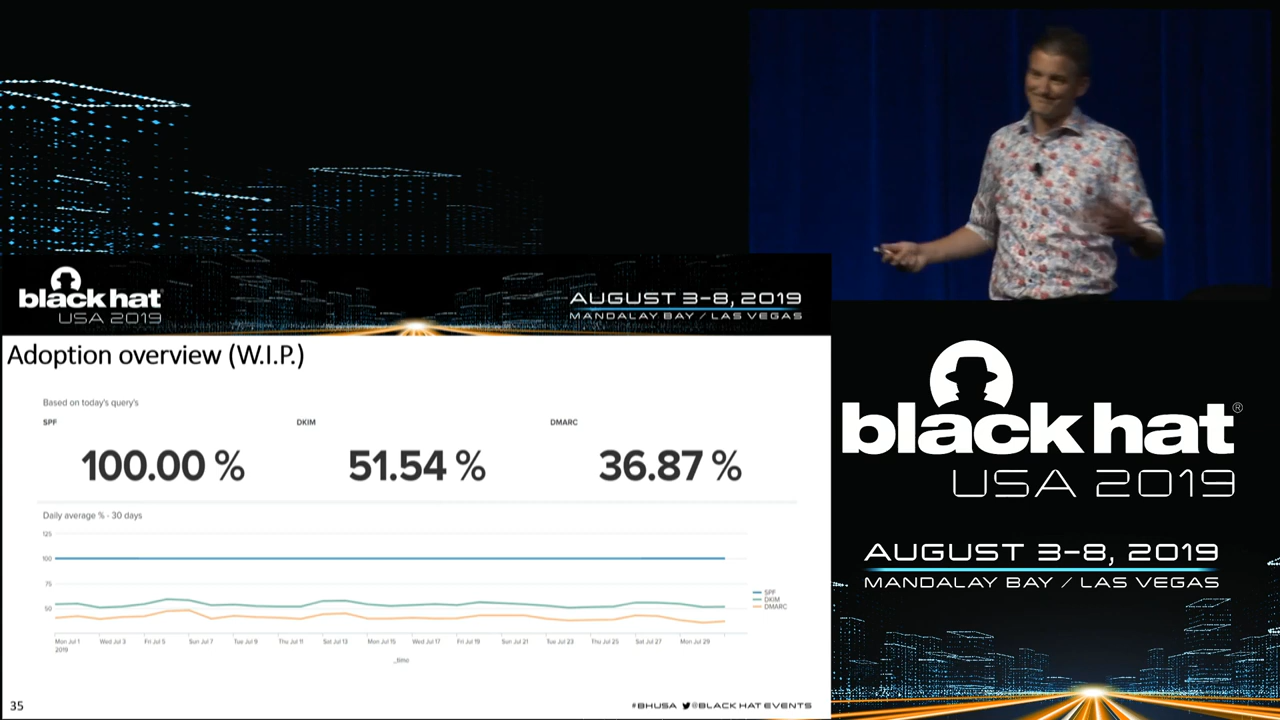 black hat
USA 2019
AUGUST 3-8, 2019
MANDALAY BAY / LAS VEGAS
Adoption overview (W.I.P.)
Based on today's query's
SPF DKIM DMARC
100.00 % 51.54 % 36.87 %
Daily average % - 30 days
125
100
75
50
SPF
DKIM
DMARC
Mon Jul 1 Wed Jul 3 Fri Jul 5 Sun Jul 7 Tue Jul 9 Thu Jul 11 Sat Jul 13 Mon Jul 15 Wed Jul 17 Fri Jul 19 Sun Jul 21 Tue Jul 23 Thu Jul 25 Sat Jul 27 Mon Jul 29
2019
_time
35
#BHUSA @BLACK HAT EVENTS
black hat®
USA 2019
AUGUST 3-8, 2019
MANDALAY BAY / LAS VEGAS